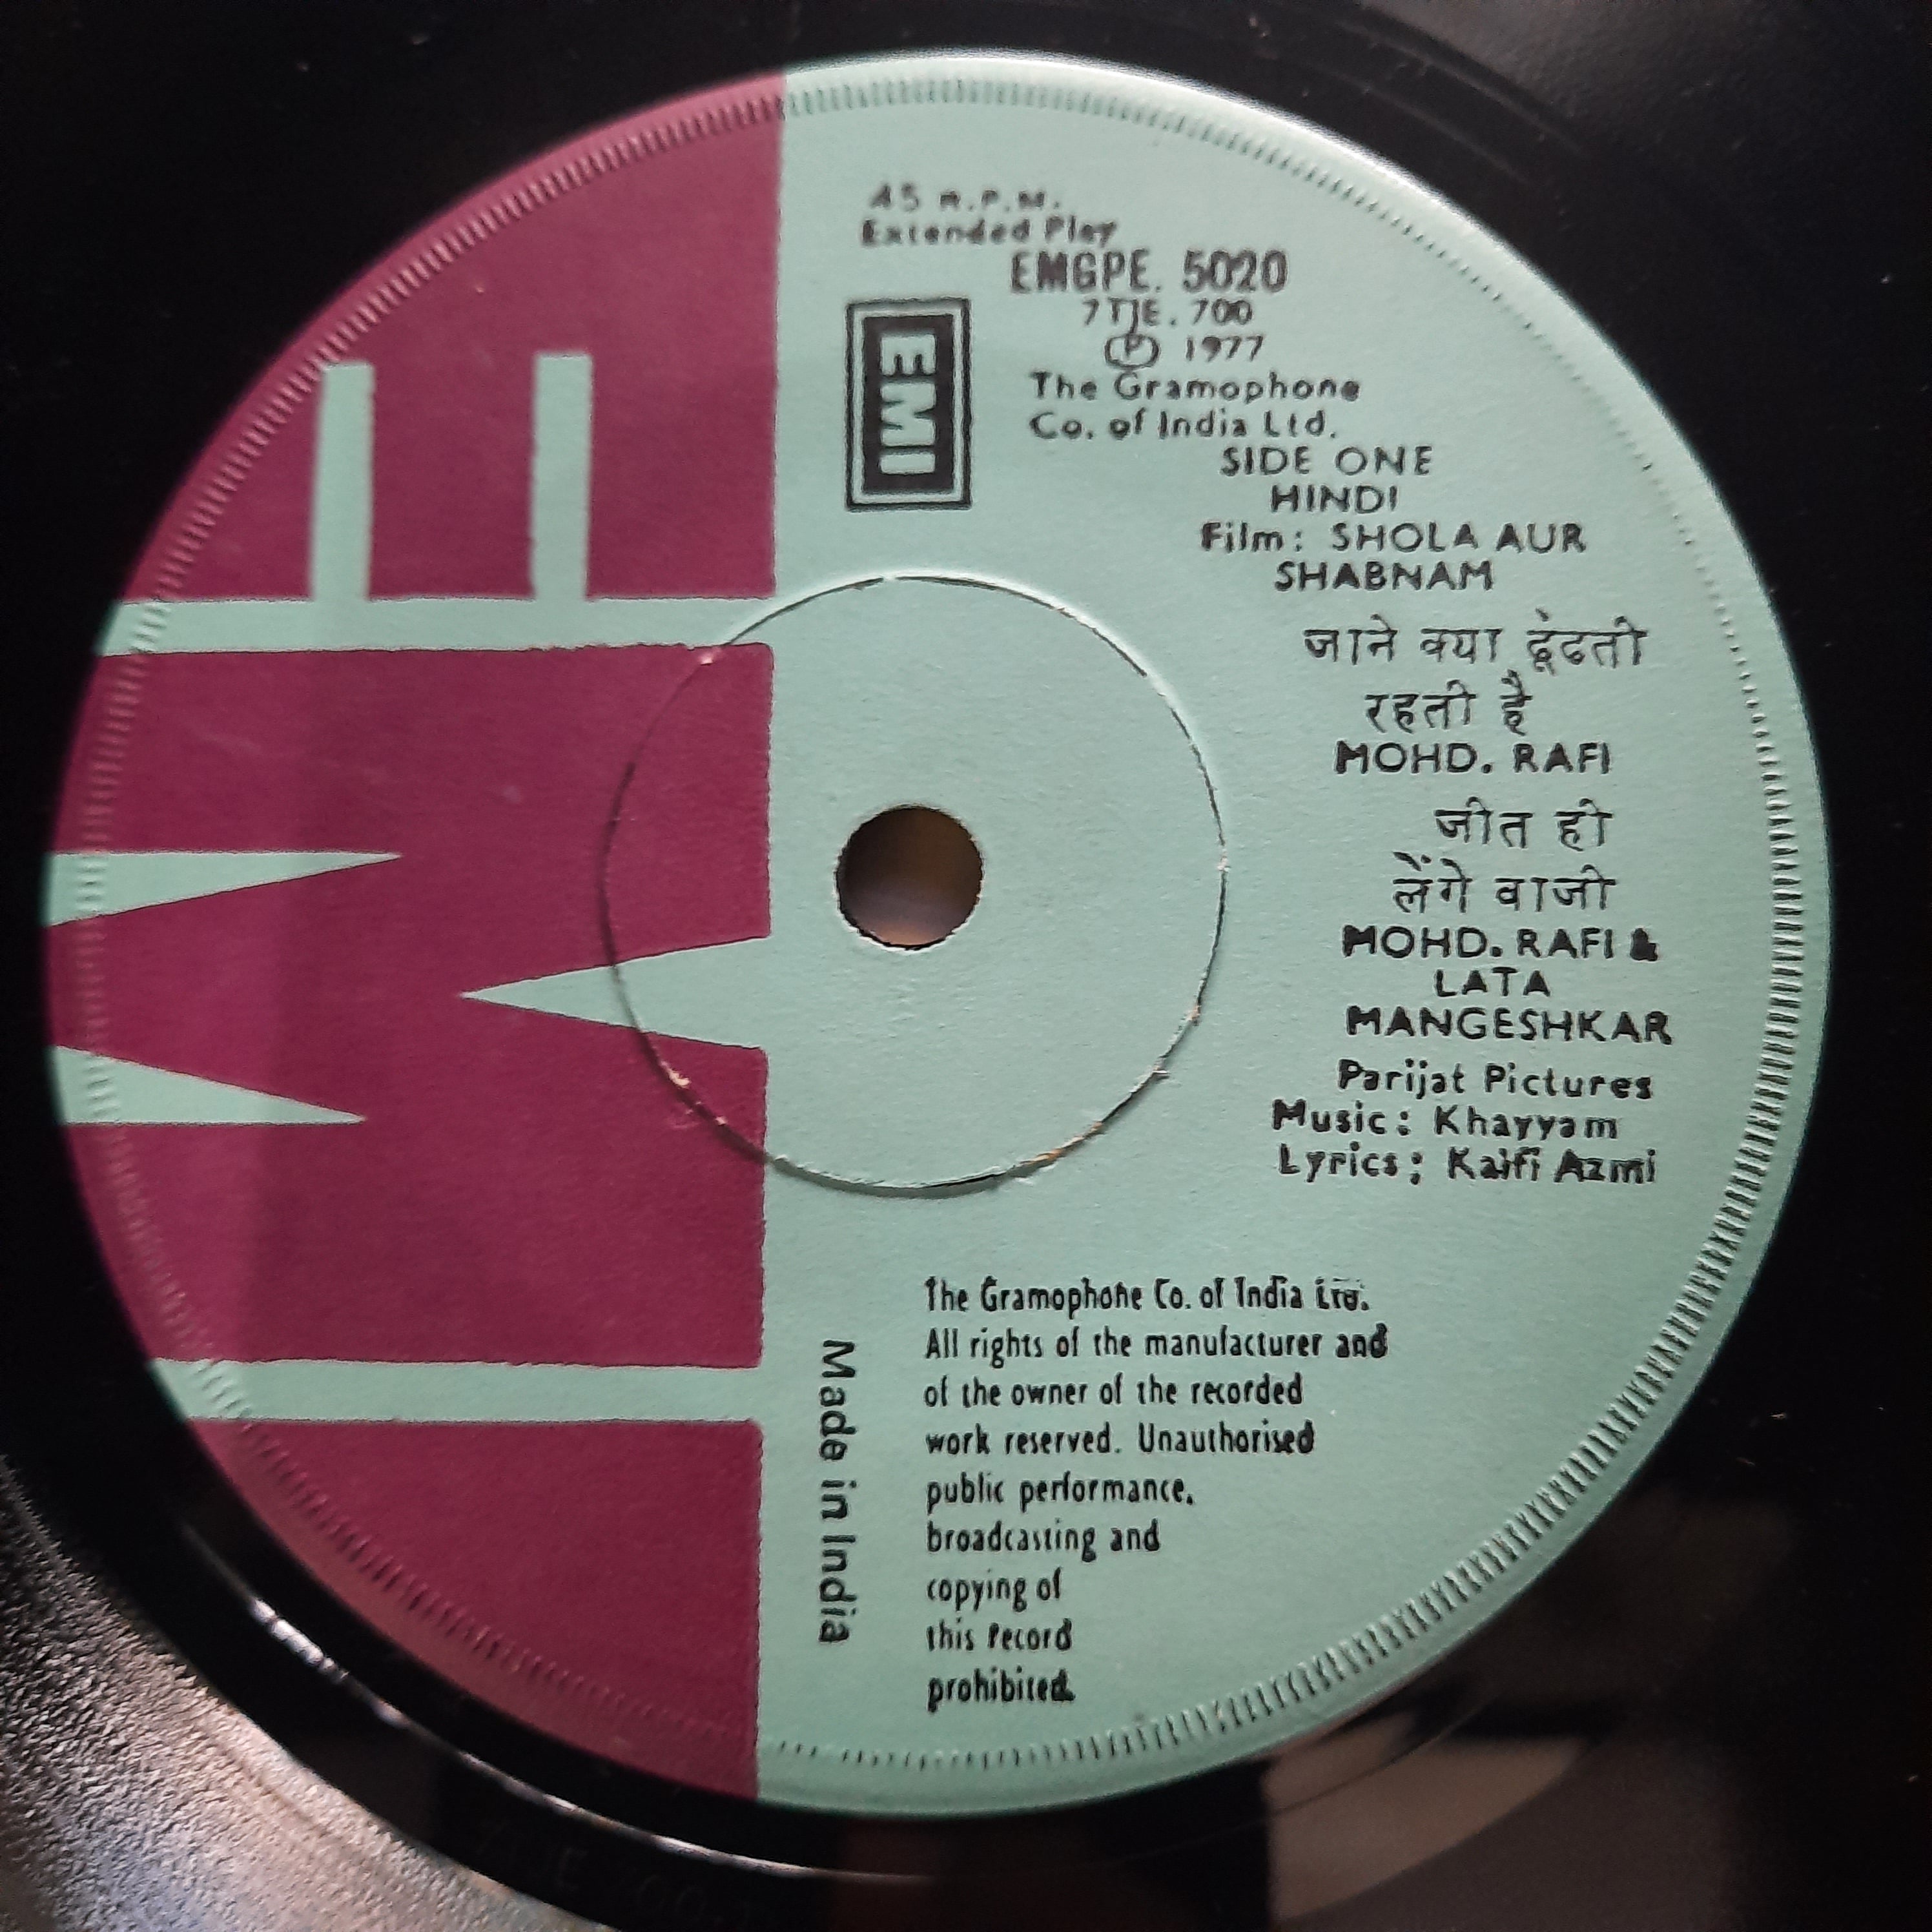 45 R.P.M.
Extended Play
EMGPE. 5020
7TJE. 700
Ⓟ 1977
The Gramophone
Co. of India Ltd.
EMI
SIDE ONE
HINDI
Film: SHOLA AUR
SHABNAM
जाने क्या ढूंढती
रहती है
MOHD. RAFI
जीत ही
लेंगे वाजी
MOHD. RAFI &
LATA
MANGESHKAR
Parijat Pictures
Music: Khayyam
Lyrics; Kaifi Azmi
The Gramophone Co. of India Ltd.
All rights of the manufacturer and
of the owner of the recorded
work reserved. Unauthorised
public performance,
broadcasting and
copying of
this record
prohibited.
Made in India
EMI